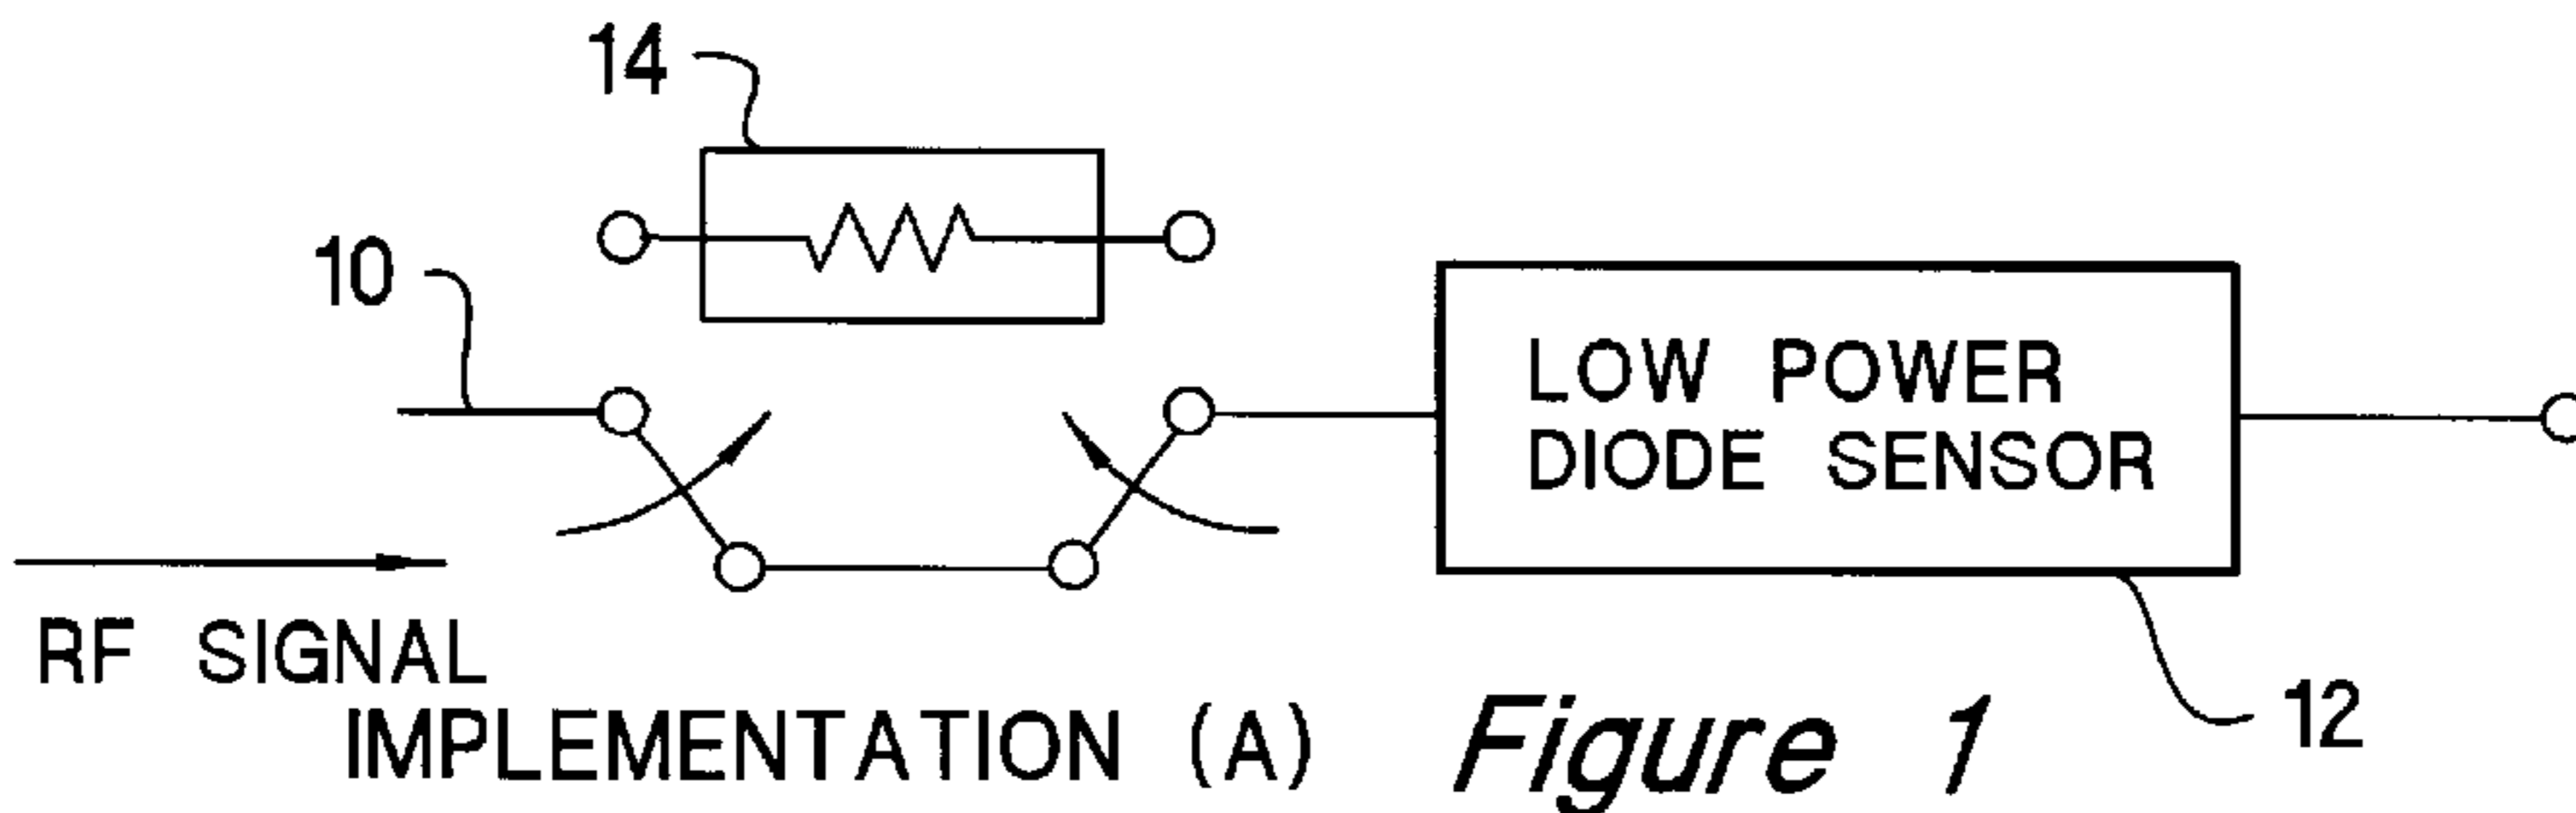 14
10
LOW POWER
DIODE SENSOR
RF SIGNAL
12
IMPLEMENTATION (A)
Figure 1